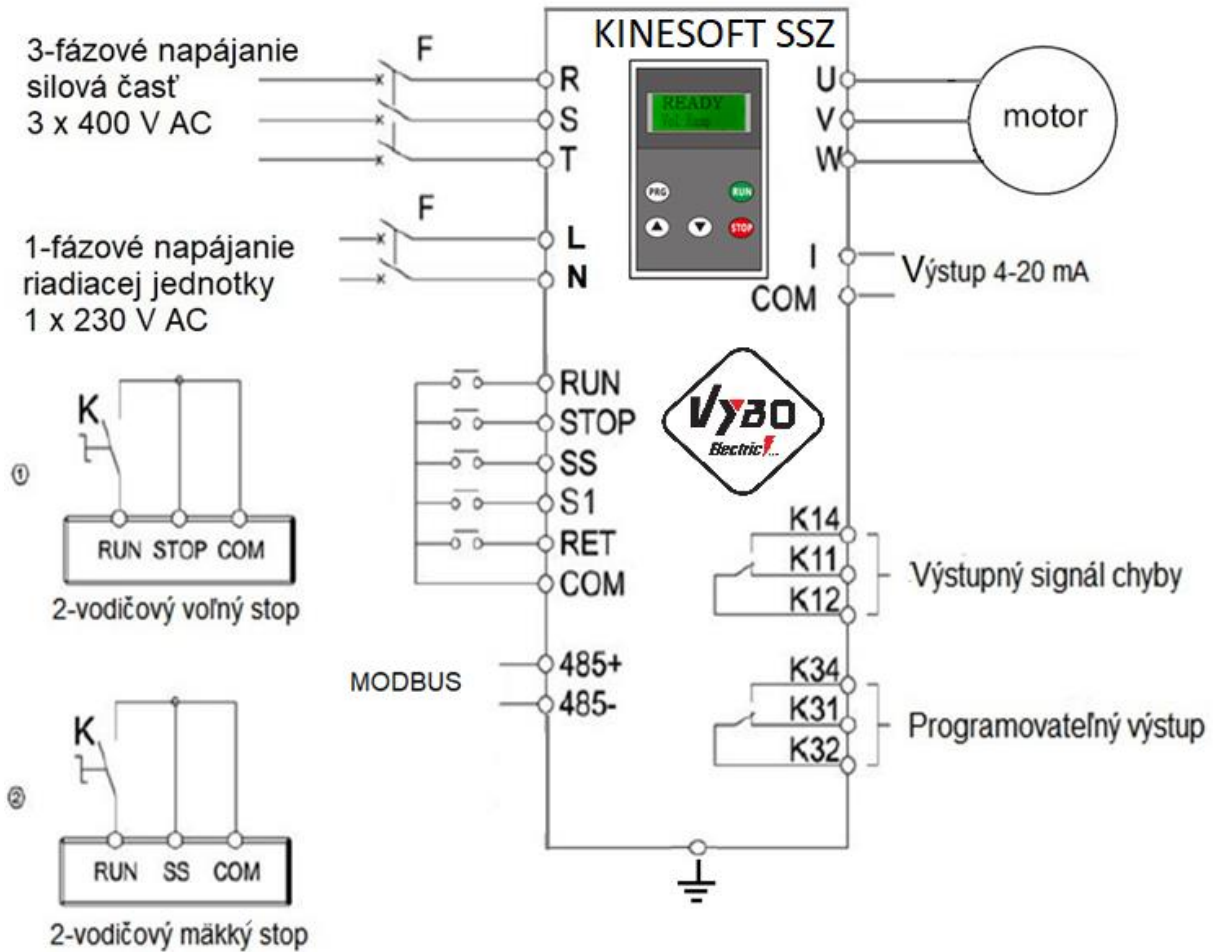 KINESOFT SSZ
3-fázové napájanie
silová časť
3 x 400 V AC
F
R
S
T
READY
PRG
RUN
STOP
U
V
W
motor
1-fázové napájanie
riadiacej jednotky
1 x 230 V AC
F
L
N
I
COM
Výstup 4-20 mA
RUN
STOP
SS
S1
RET
COM
VYBO
Electric...
K
①
RUN STOP COM
2-vodičový voľný stop
K14
K11
K12
Výstupný signál chyby
MODBUS
485+
485-
K34
K31
K32
Programovateľný výstup
K
②
RUN SS COM
2-vodičový mäkký stop